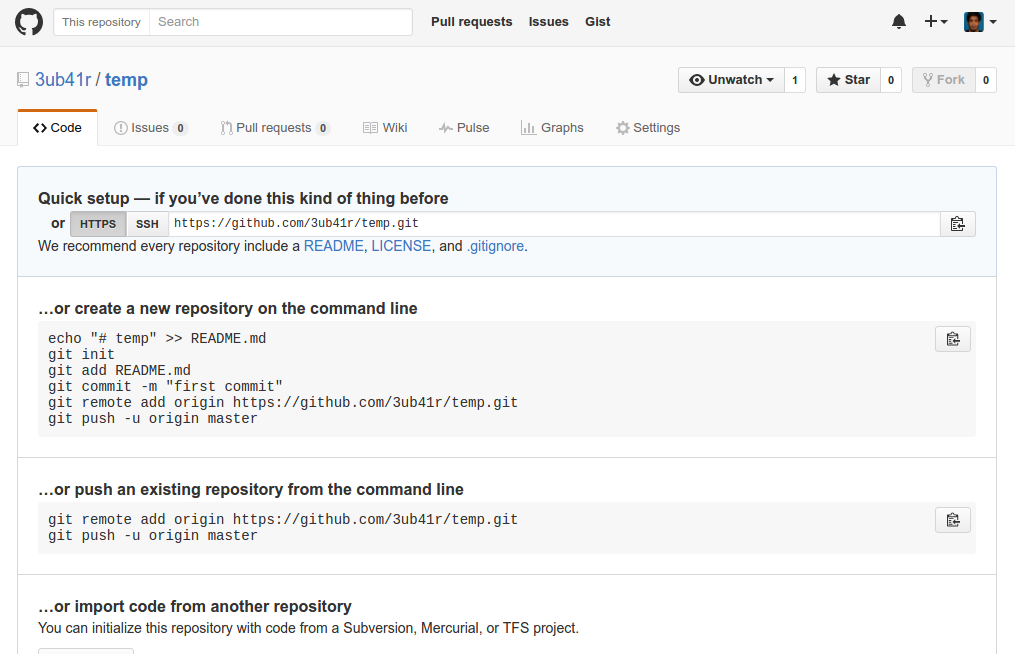 This repository Search Pull requests Issues Gist
3ub41r / temp Unwatch 1 Star 0 Fork 0
Code Issues 0 Pull requests 0 Wiki Pulse Graphs Settings
Quick setup — if you’ve done this kind of thing before
or HTTPS SSH https://github.com/3ub41r/temp.git
We recommend every repository include a README, LICENSE, and .gitignore.
…or create a new repository on the command line
echo "# temp" >> README.md
git init
git add README.md
git commit -m "first commit"
git remote add origin https://github.com/3ub41r/temp.git
git push -u origin master
…or push an existing repository from the command line
git remote add origin https://github.com/3ub41r/temp.git
git push -u origin master
…or import code from another repository
You can initialize this repository with code from a Subversion, Mercurial, or TFS project.